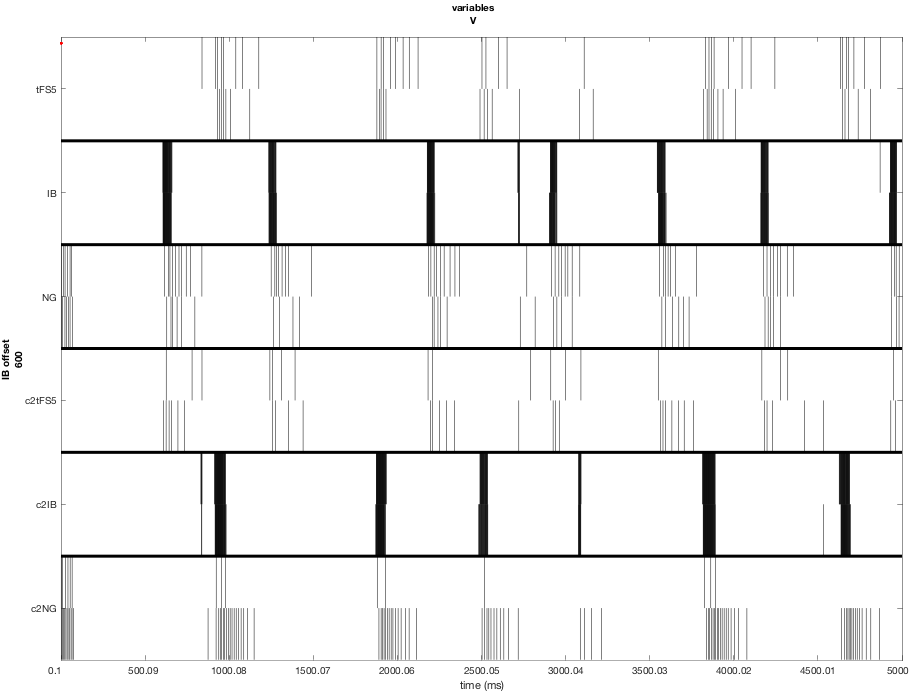 variables
V
tFS5
IB
NG
c2tFS5
c2IB
c2NG
IB offset
600
0.1 500.09 1000.08 1500.07 2000.06 2500.05 3000.04 3500.03 4000.02 4500.01 5000
time (ms)